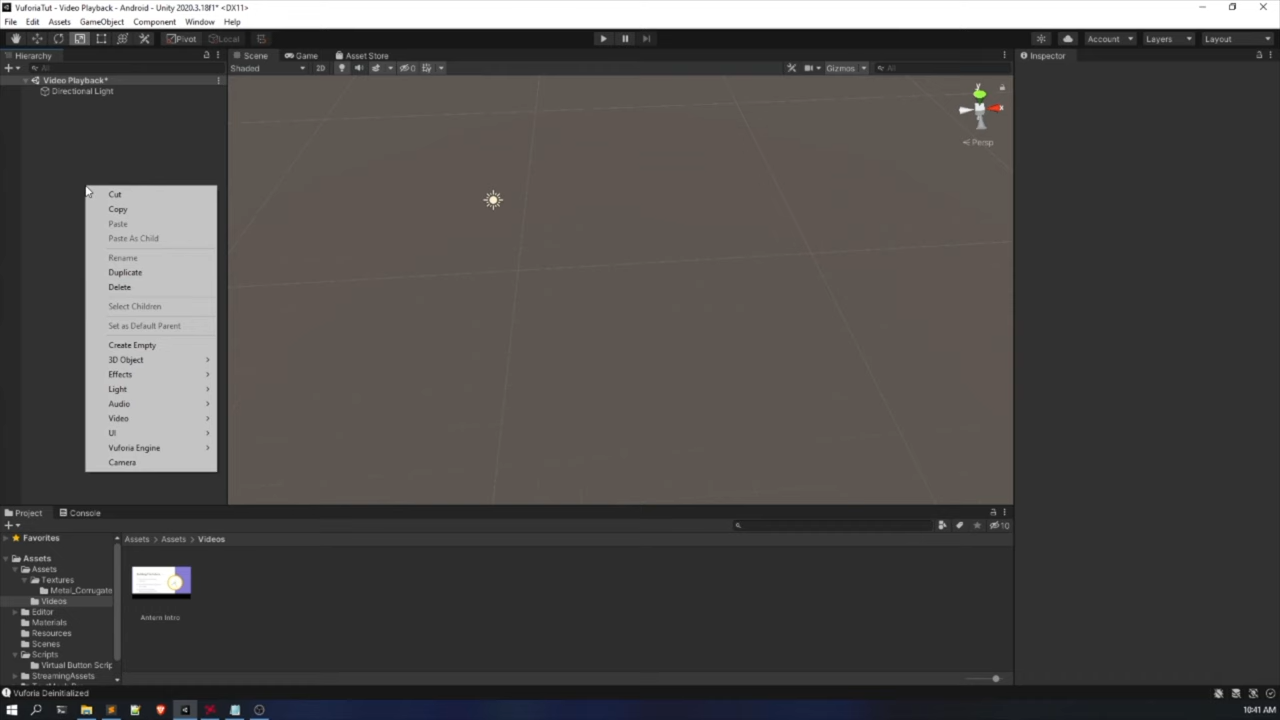 VuforiaTut - Video Playback - Android - Unity 2020.3.18f1* <DX11>
File Edit Assets GameObject Component Window Help
Pivot Local Account Layers Layout
Hierarchy Scene Game Asset Store Inspector
All Shaded 2D 0 Gizmos All
Video Playback*
Directional Light
y
x
Persp
Cut
Copy
Paste
Paste As Child
Rename
Duplicate
Delete
Select Children
Set as Default Parent
Create Empty
3D Object
Effects
Light
Audio
Video
UI
Vuforia Engine
Camera
Project Console
10
Favorites
Assets > Assets > Videos
Assets
Assets
Textures
Metal_Corrugate
Videos
Editor
Materials
Resources
Scenes
Scripts
Virtual Button Scrip
StreamingAssets
Antern Intro
Vuforia Deinitialized
10:41 AM